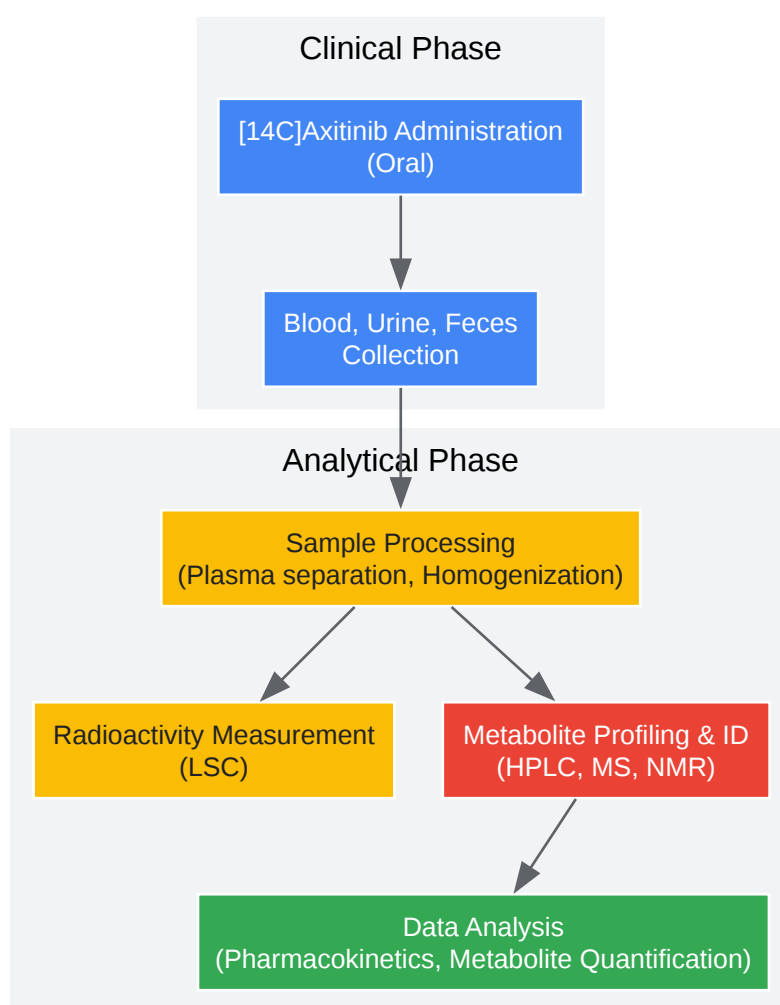 Clinical Phase
[14C]Axitinib Administration
(Oral)
Blood, Urine, Feces
Collection
Analytical Phase
Sample Processing
(Plasma separation, Homogenization)
Radioactivity Measurement
(LSC)
Metabolite Profiling & ID
(HPLC, MS, NMR)
Data Analysis
(Pharmacokinetics, Metabolite Quantification)